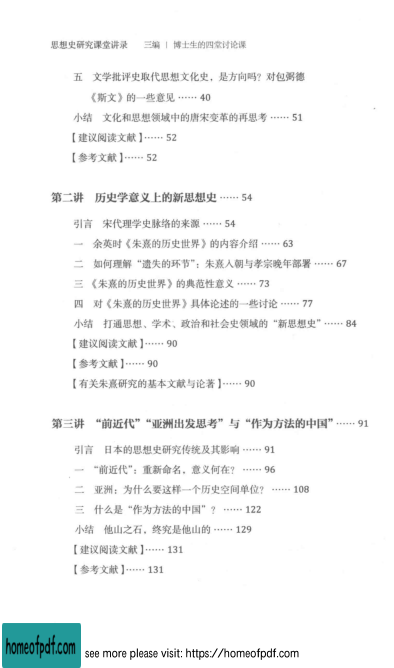 思想史研究课堂讲录 三编 | 博士生的四堂讨论课
五 文学批评史取代思想文化史，是方向吗？对包弼德
《斯文》的一些意见 …… 40
小结 文化和思想领域中的唐宋变革的再思考 …… 51
【建议阅读文献】…… 52
【参考文献】…… 52
第二讲 历史学意义上的新思想史 …… 54
引言 宋代理学史脉络的来源 …… 54
一 余英时《朱熹的历史世界》的内容介绍 …… 63
二 如何理解“遗失的环节”：朱熹入朝与孝宗晚年部署 …… 67
三 《朱熹的历史世界》的典范性意义 …… 73
四 对《朱熹的历史世界》具体论述的一些讨论 …… 77
小结 打通思想、学术、政治和社会史领域的“新思想史” …… 84
【建议阅读文献】…… 90
【参考文献】…… 90
【有关朱熹研究的基本文献与论著】…… 90
第三讲 “前近代”“亚洲出发思考”与“作为方法的中国” …… 91
引言 日本的思想史研究传统及其影响 …… 91
一 “前近代”：重新命名，意义何在？ …… 96
二 亚洲：为什么要这样一个历史空间单位？ …… 108
三 什么是“作为方法的中国”？ …… 122
小结 他山之石，终究是他山的 …… 129
【建议阅读文献】…… 131
【参考文献】…… 131
homeofpdf.com see more please visit: https://homeofpdf.com